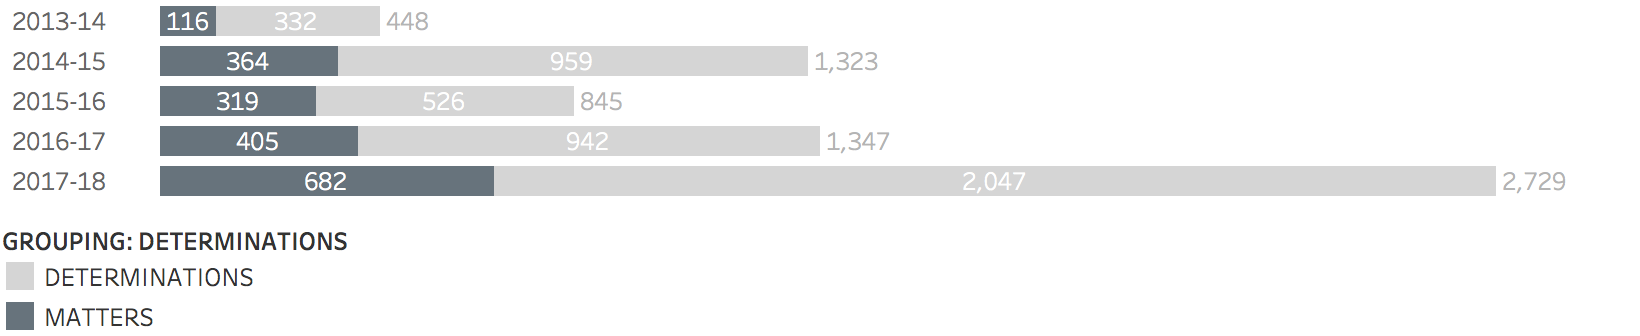 2013-14 116 332 448
2014-15 364 959 1,323
2015-16 319 526 845
2016-17 405 942 1,347
2017-18 682 2,047 2,729
GROUPING: DETERMINATIONS
DETERMINATIONS
MATTERS